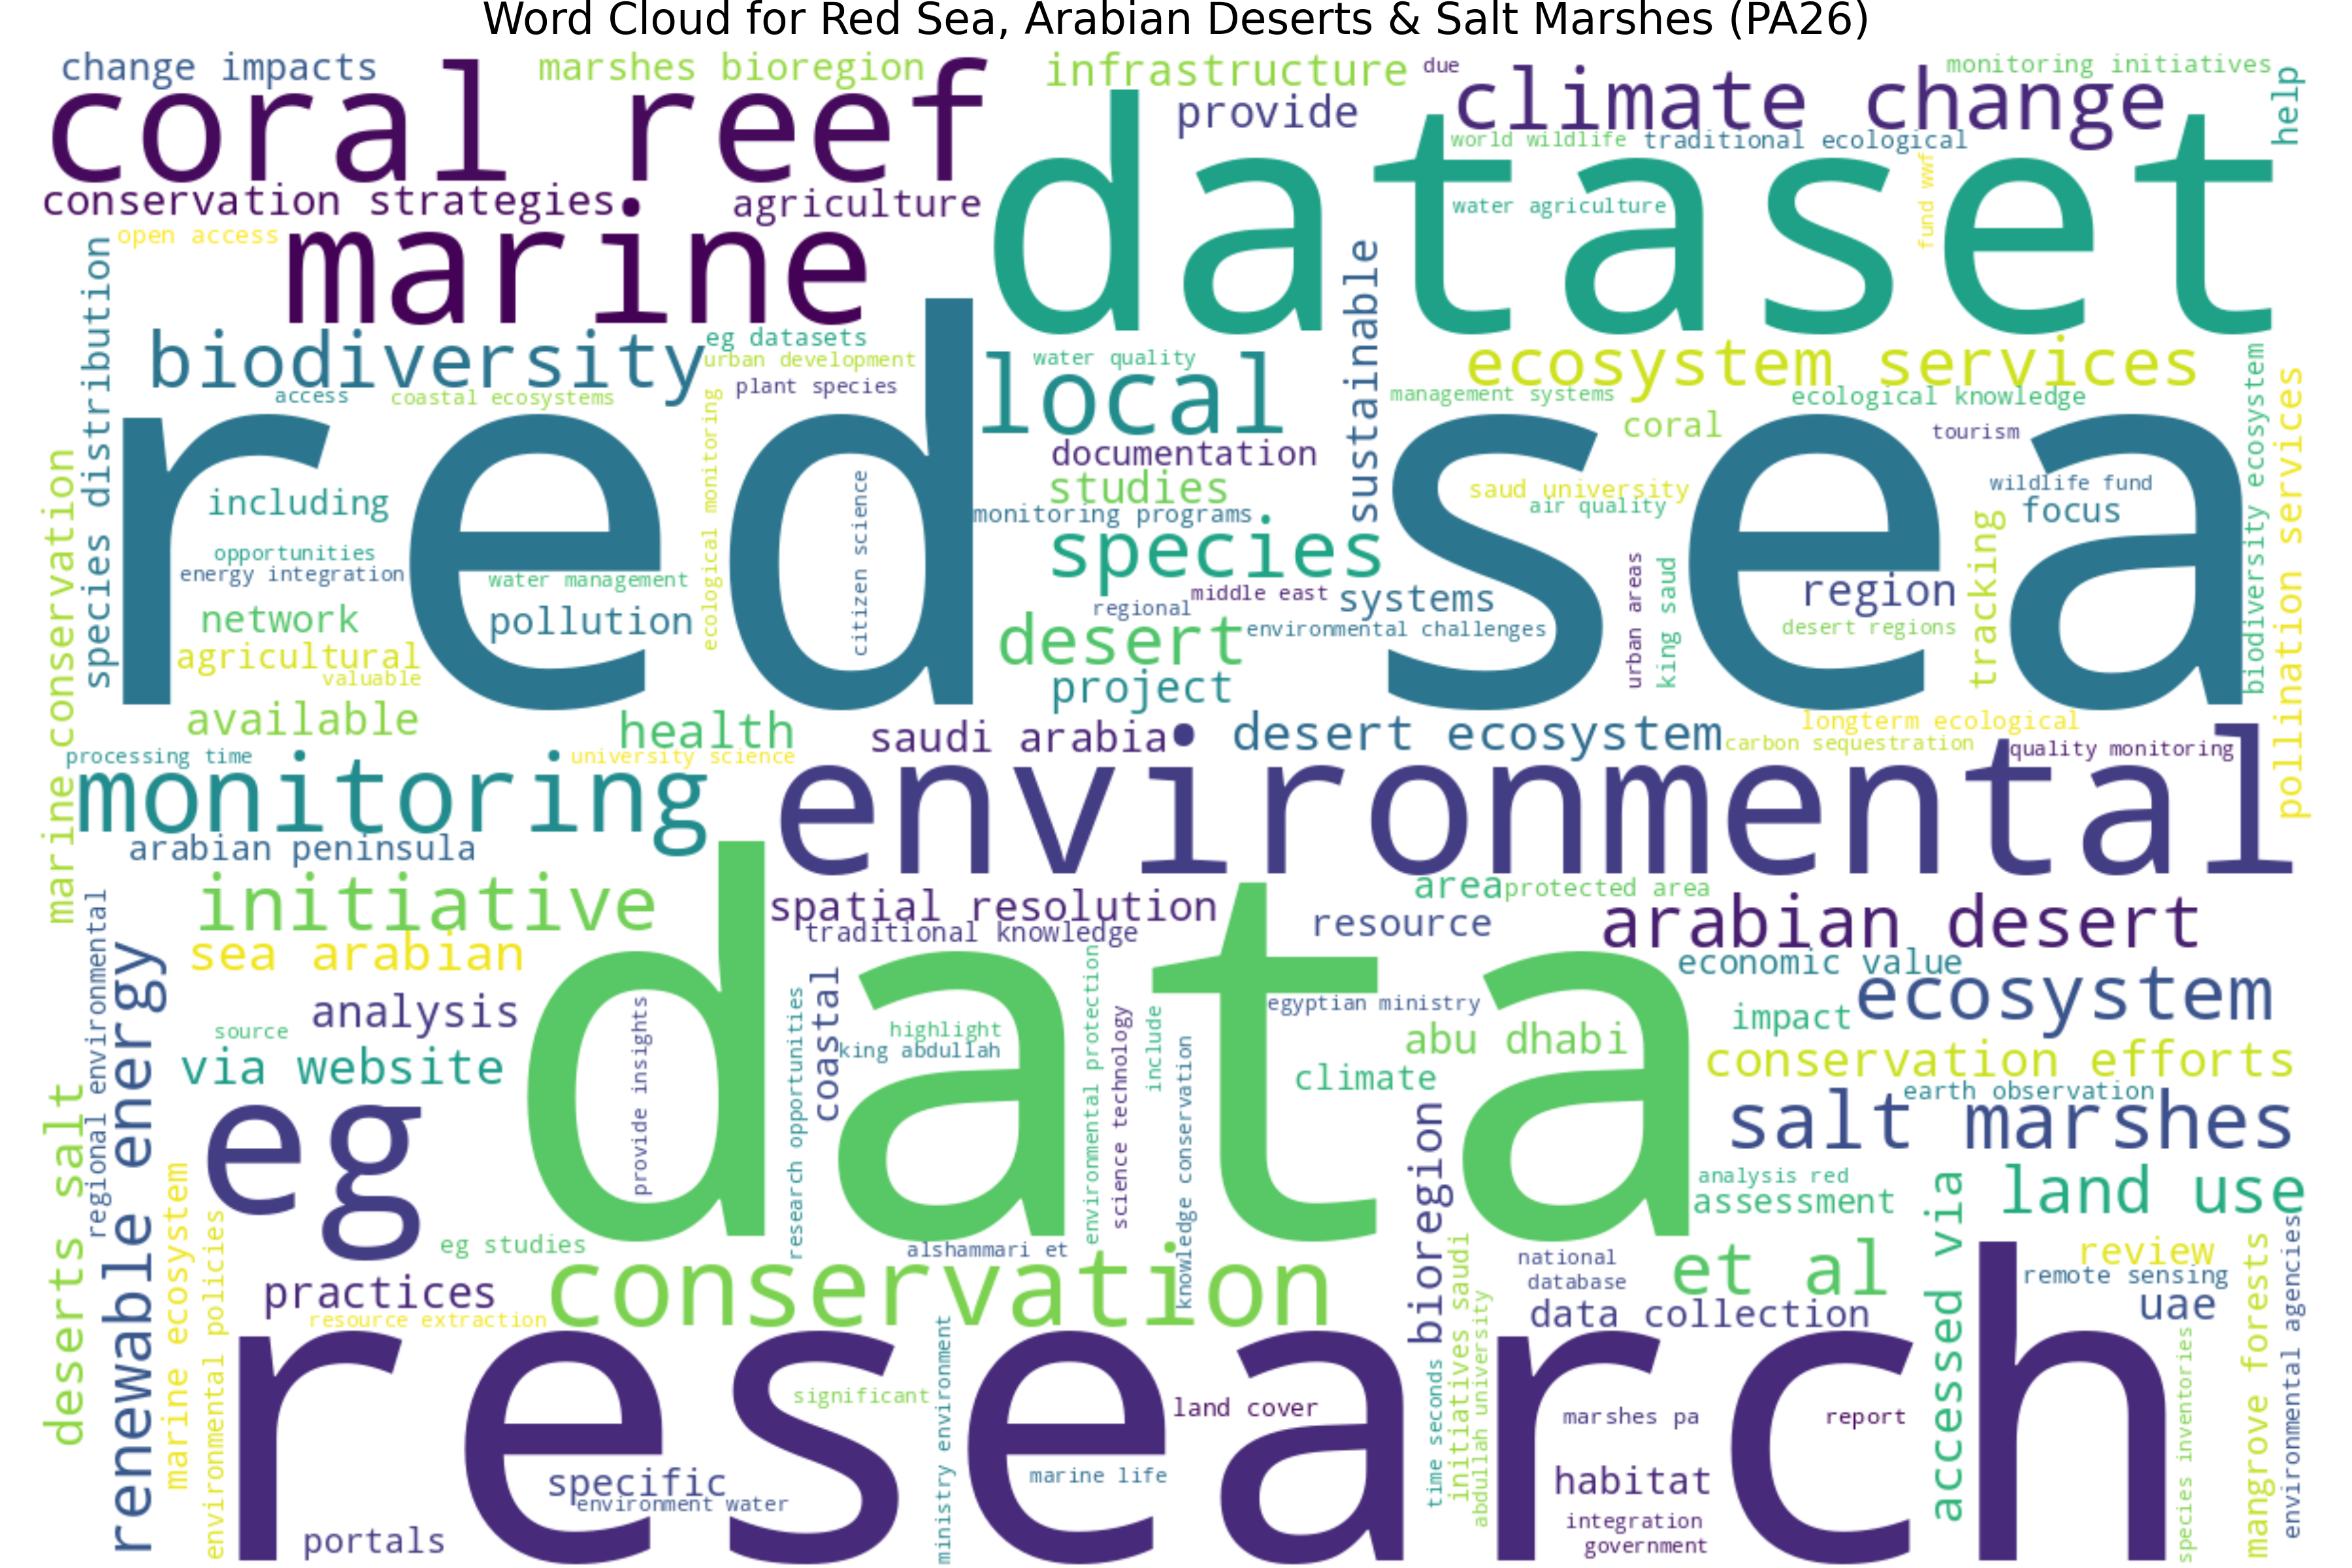 Word Cloud for Red Sea, Arabian Deserts & Salt Marshes (PA26)
change impacts
marshes bioregion
infrastructure
due
climate change
monitoring initiatives
help
coral reef
provide
world wildlife
traditional ecological
dataset
fund wwf
conservation strategies
agriculture
water agriculture
open access
marine
sustainable
species distribution
biodiversity
eg datasets
urban development
plant species
access
coastal ecosystems
ecological monitoring
local
water quality
ecosystem services
management systems
ecological knowledge
biodiversity ecosystem
pollination services
red
sea
coral
tourism
documentation
studies
monitoring programs
species
saud university
air quality
wildlife fund
focus
tracking
marine conservation
including
citizen science
opportunities
energy integration
water management
network
pollution
agricultural
valuable
available
middle east
regional
systems
desert
environmental challenges
project
urban areas
king saud
region
desert regions
health
saudi arabia
desert ecosystem
longterm ecological
carbon sequestration
quality monitoring
processing time
university science
monitoring
environmental
arabian peninsula
initiative
spatial resolution
traditional knowledge
area
protected area
resource
arabian desert
sea arabian
economic value
ecosystem
regional environmental
renewable energy
analysis
source
via website
data
provide insights
research opportunities
coastal
highlight
king abdullah
environmental protection
science technology
include
knowledge conservation
egyptian ministry
abu dhabi
climate
impact
conservation efforts
earth observation
salt marshes
deserts salt
eg
bioregion
analysis red
assessment
accessed via
land use
marine ecosystem
environmental policies
eg studies
alshammari et
conservation
national
database
et al
review
remote sensing
uae
data collection
practices
resource extraction
research
significant
ministry environment
land cover
time seconds
initiatives saudi
abdullah university
marshes pa
report
species inventories
mangrove forests
environmental agencies
specific
environment water
marine life
habitat
portals
integration
government